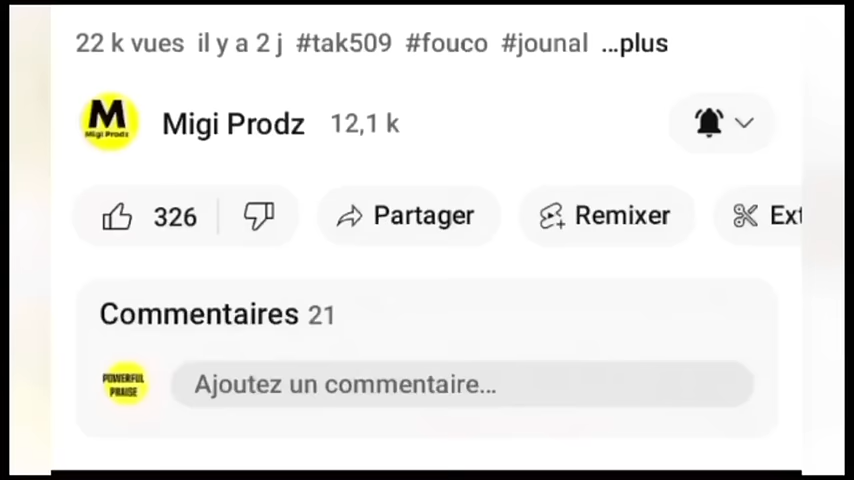 22 k vues il y a 2 j #tak509 #fouco #jounal ...plus
M
Migi Prodz
Migi Prodz 12,1 k
326 Partager Remixer Ext
Commentaires 21
POWERFUL
PRAISE
Ajoutez un commentaire...